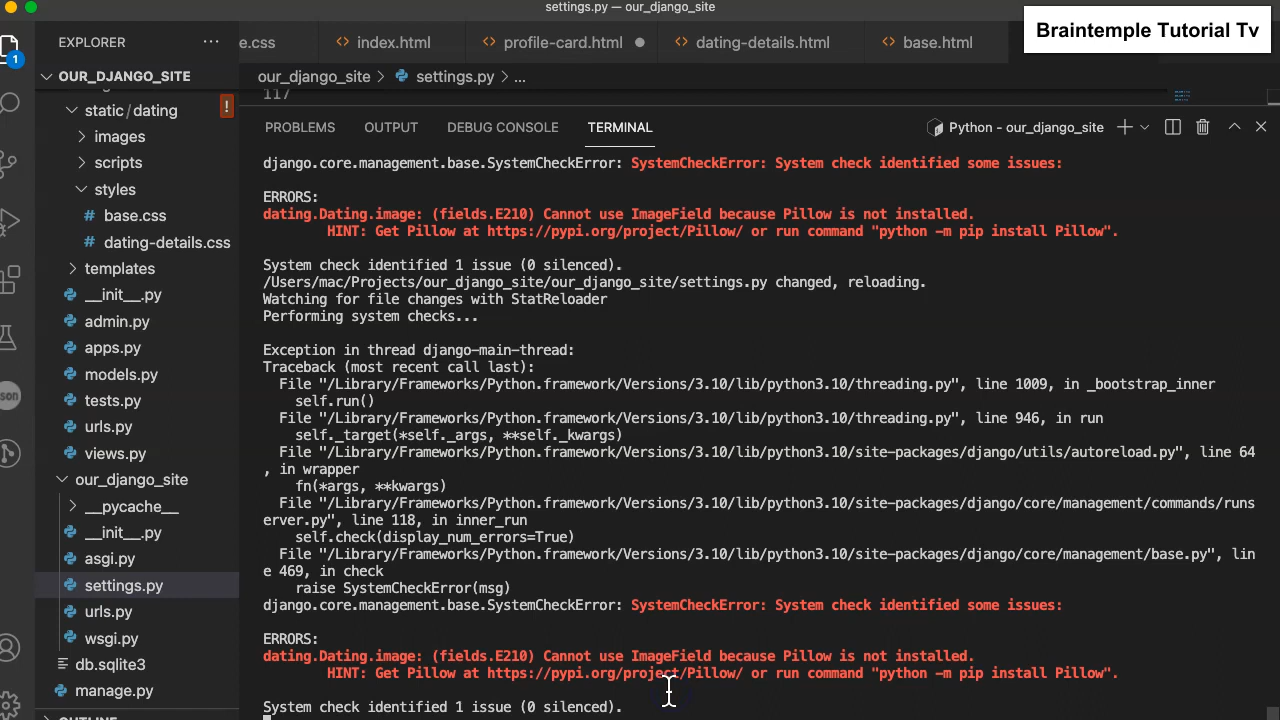 settings.py — our_django_site
Braintemple Tutorial Tv
EXPLORER
e.css
index.html
profile-card.html
dating-details.html
base.html
OUR_DJANGO_SITE
our_django_site > settings.py > ...
117
1
static/dating
images
scripts
styles
# base.css
# dating-details.css
templates
__init__.py
admin.py
apps.py
models.py
tests.py
urls.py
views.py
our_django_site
__pycache__
__init__.py
asgi.py
settings.py
urls.py
wsgi.py
db.sqlite3
manage.py
OUTLINE
son
PROBLEMS
OUTPUT
DEBUG CONSOLE
TERMINAL
Python - our_django_site
django.core.management.base.SystemCheckError: SystemCheckError: System check identified some issues:
ERRORS:
dating.Dating.image: (fields.E210) Cannot use ImageField because Pillow is not installed.
HINT: Get Pillow at https://pypi.org/project/Pillow/ or run command "python -m pip install Pillow".
System check identified 1 issue (0 silenced).
/Users/mac/Projects/our_django_site/our_django_site/settings.py changed, reloading.
Watching for file changes with StatReloader
Performing system checks...
Exception in thread django-main-thread:
Traceback (most recent call last):
File "/Library/Frameworks/Python.framework/Versions/3.10/lib/python3.10/threading.py", line 1009, in _bootstrap_inner
self.run()
File "/Library/Frameworks/Python.framework/Versions/3.10/lib/python3.10/threading.py", line 946, in run
self._target(*self._args, **self._kwargs)
File "/Library/Frameworks/Python.framework/Versions/3.10/lib/python3.10/site-packages/django/utils/autoreload.py", line 64
, in wrapper
fn(*args, **kwargs)
File "/Library/Frameworks/Python.framework/Versions/3.10/lib/python3.10/site-packages/django/core/management/commands/runs
erver.py", line 118, in inner_run
self.check(display_num_errors=True)
File "/Library/Frameworks/Python.framework/Versions/3.10/lib/python3.10/site-packages/django/core/management/base.py", lin
e 469, in check
raise SystemCheckError(msg)
django.core.management.base.SystemCheckError: SystemCheckError: System check identified some issues:
ERRORS:
dating.Dating.image: (fields.E210) Cannot use ImageField because Pillow is not installed.
HINT: Get Pillow at https://pypi.org/project/Pillow/ or run command "python -m pip install Pillow".
System check identified 1 issue (0 silenced).